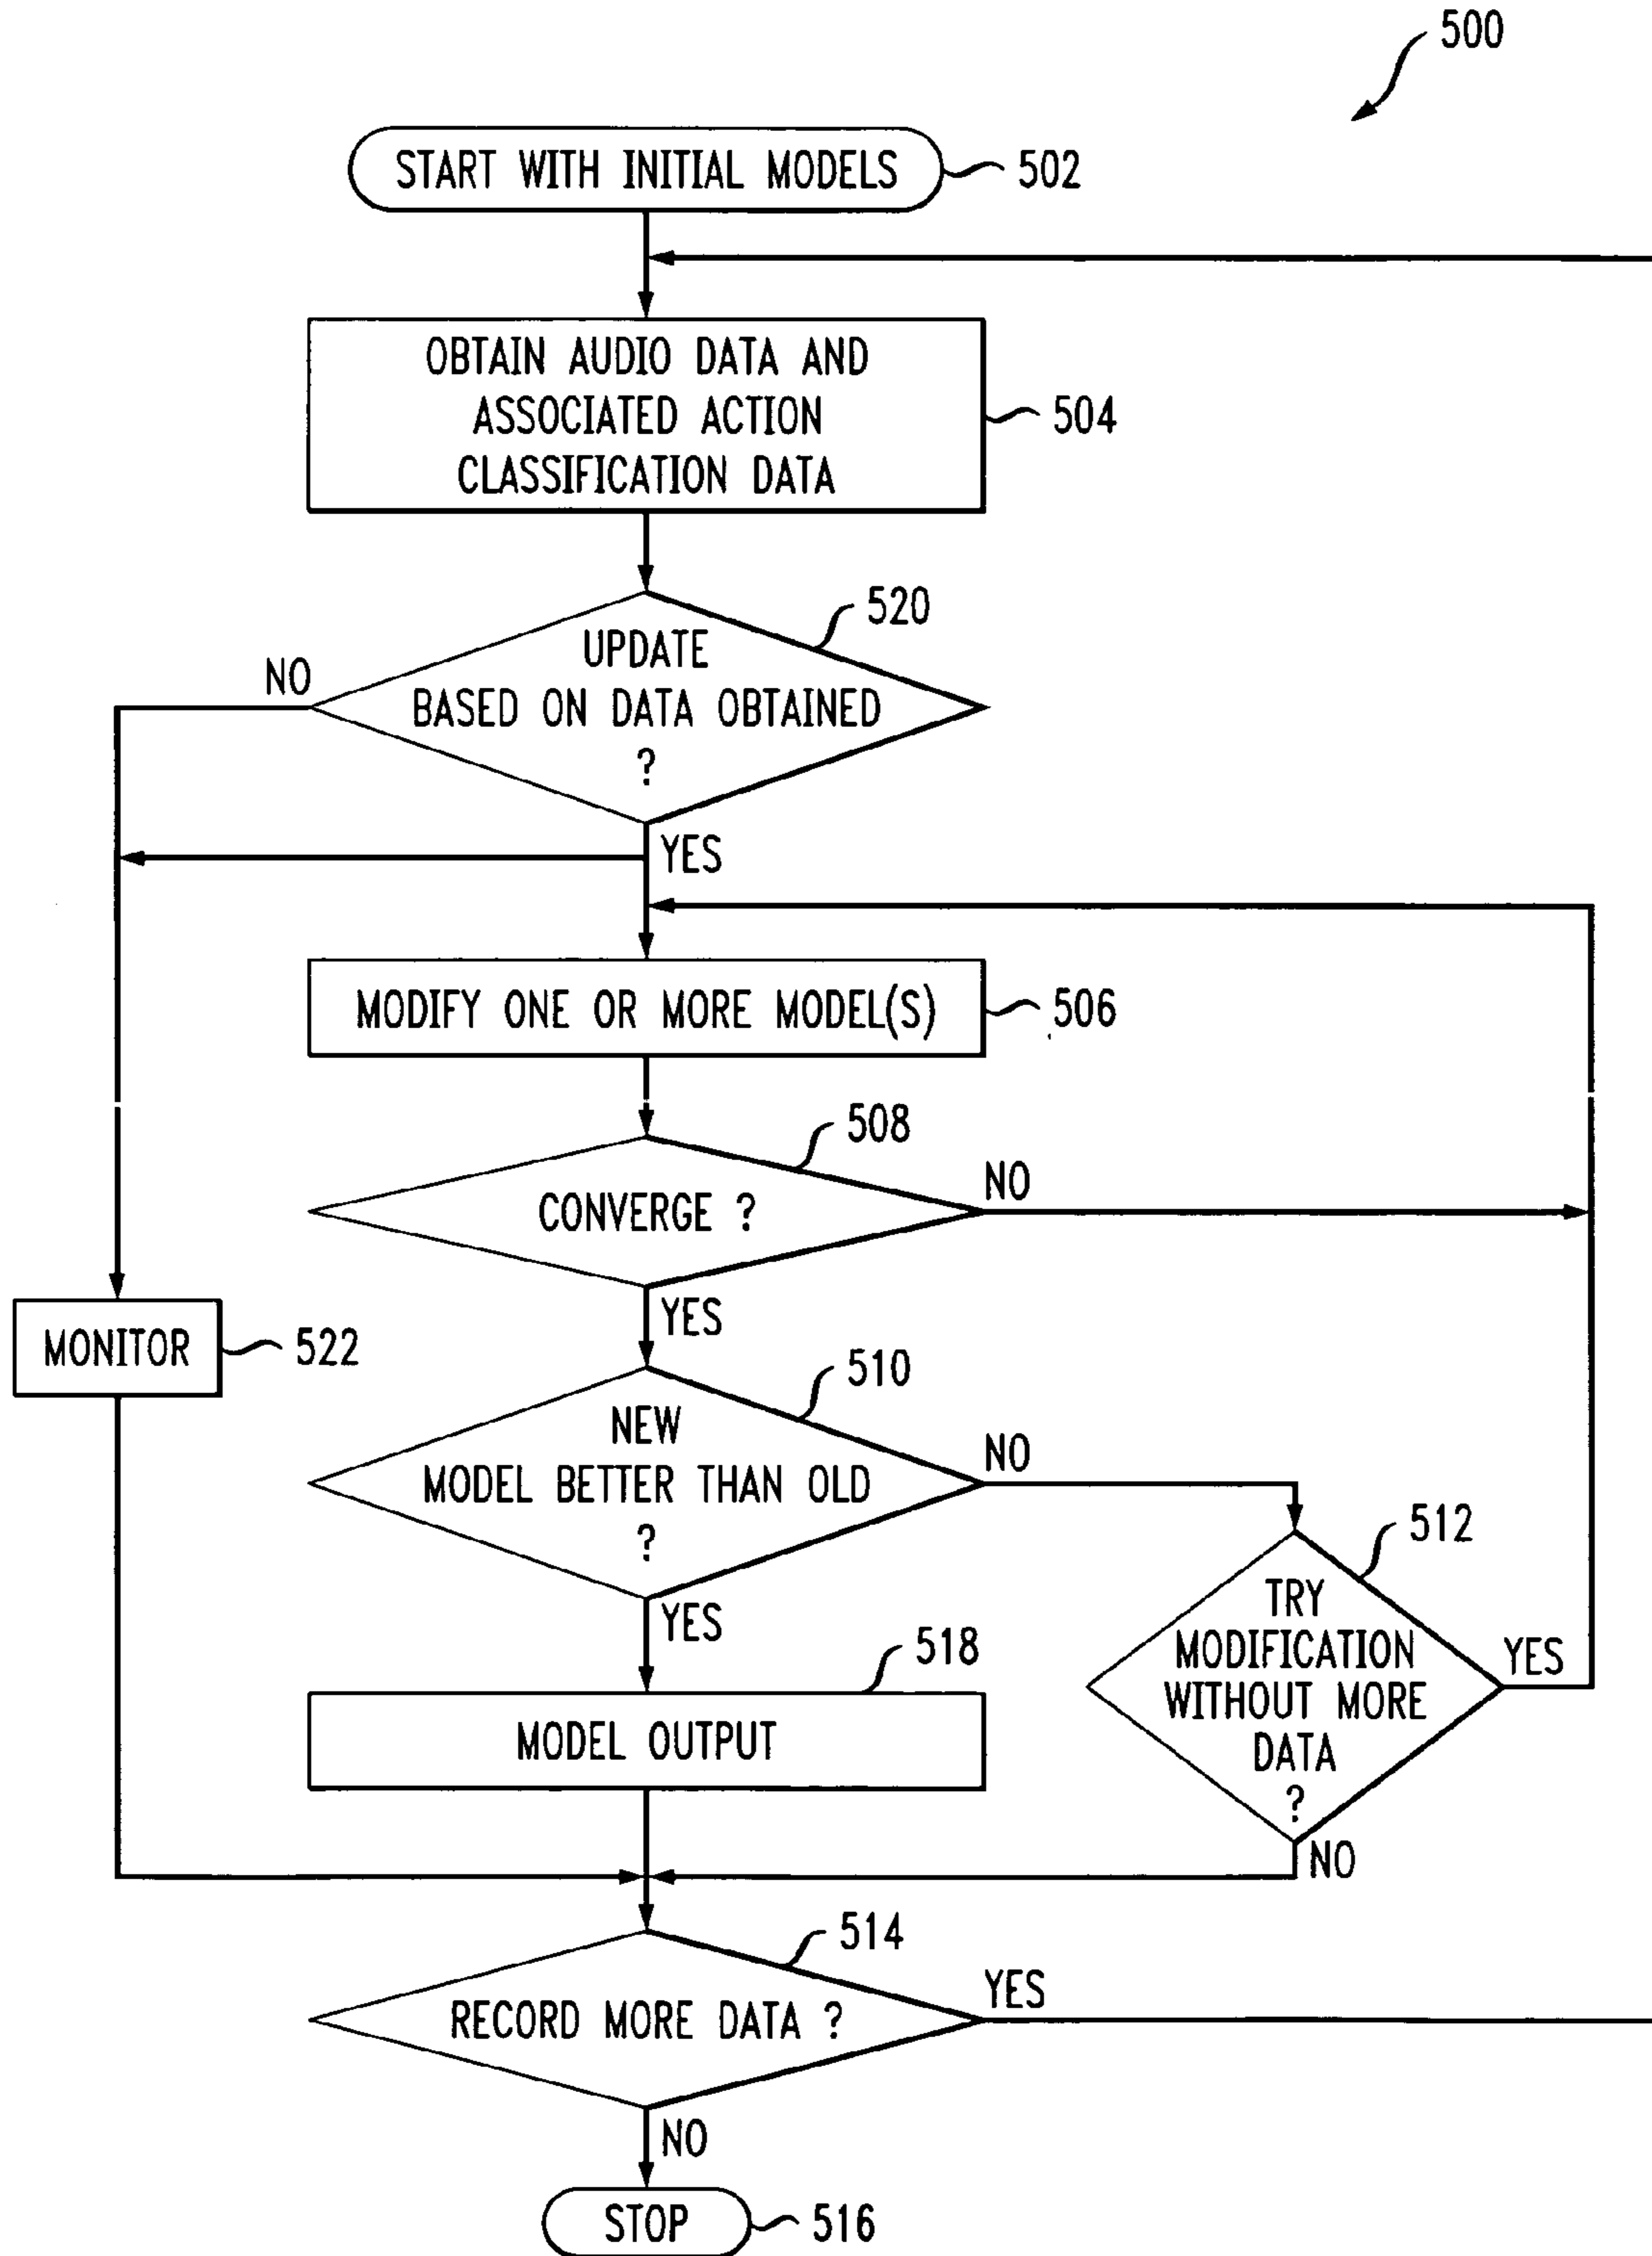 500
START WITH INITIAL MODELS
502
OBTAIN AUDIO DATA AND
ASSOCIATED ACTION
CLASSIFICATION DATA
504
520
UPDATE
BASED ON DATA OBTAINED
?
NO
YES
MODIFY ONE OR MORE MODEL(S)
506
508
CONVERGE ?
NO
YES
MONITOR
522
510
NEW
MODEL BETTER THAN OLD
?
NO
YES
512
TRY
MODIFICATION
WITHOUT MORE
DATA
?
YES
NO
518
MODEL OUTPUT
514
RECORD MORE DATA ?
YES
NO
STOP
516